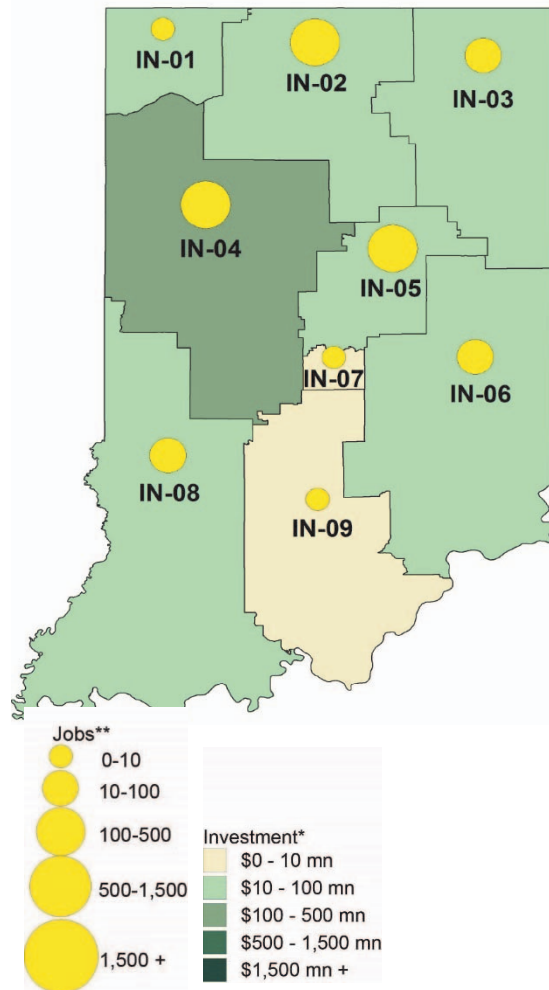 IN-01
IN-02
IN-03
IN-04
IN-05
IN-07
IN-06
IN-08
IN-09
Jobs**
0-10
10-100
100-500
500-1,500
1,500 +
Investment*
$0 - 10 mn
$10 - 100 mn
$100 - 500 mn
$500 - 1,500 mn
$1,500 mn +